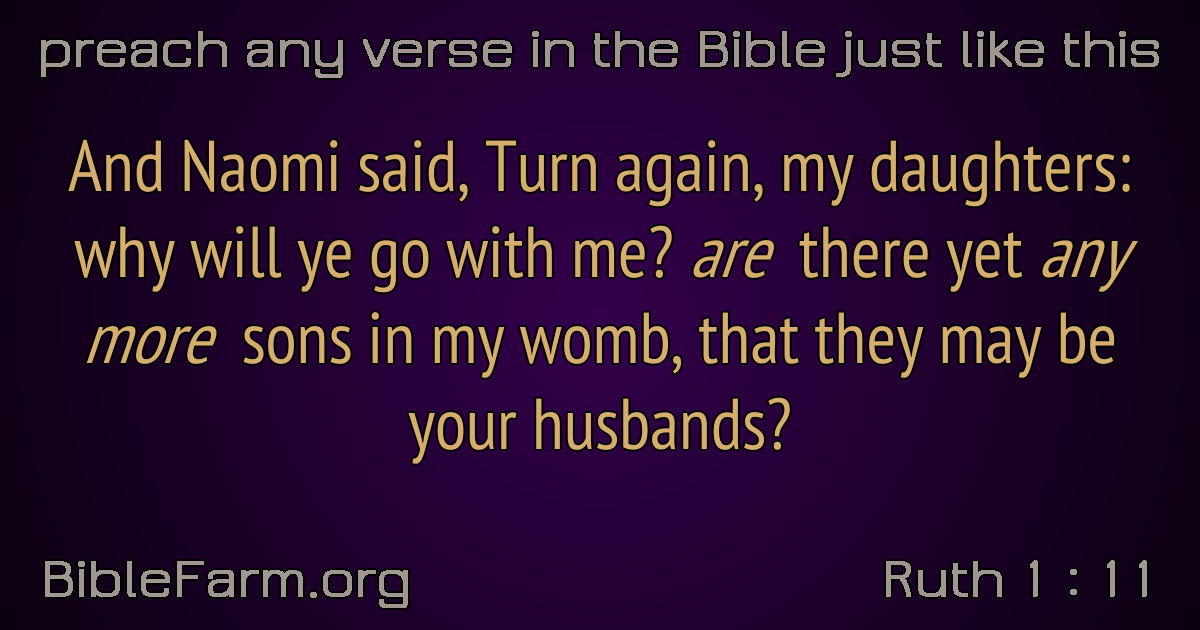 preach any verse in the Bible just like this
And Naomi said, Turn again, my daughters:
why will ye go with me? are there yet any
more sons in my womb, that they may be
your husbands?
BibleFarm.org
Ruth 1 : 11